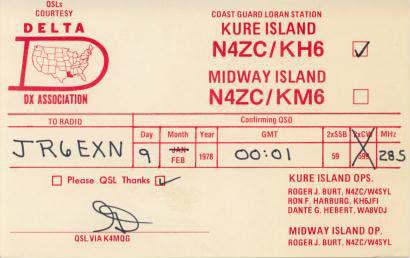 QSLs
COURTESY
DELTA
D
DX ASSOCIATION
COAST GUARD LORAN STATION
KURE ISLAND
N4ZC/KH6 ✓
MIDWAY ISLAND
N4ZC/KM6
TO RADIO
Confirming QSO
Day Month Year GMT 2xSSB 2xCW MHz
JR6EXN 9 JAN FEB 1978 00:01 59 599 28.5
Please QSL Thanks ✓
QSL VIA K4MQG
KURE ISLAND OPS.
ROGER J. BURT, N4ZC/W4SYL
RON F. HARBURG, KH6JFI
DANTE G. HEBERT, WA8VDJ
MIDWAY ISLAND OP.
ROGER J. BURT, N4ZC/W4SYL